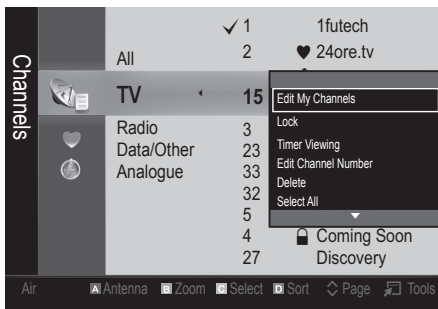 Channels
All
TV
Radio
Data/Other
Analogue
✓ 1 1futech
2 ♥ 24ore.tv
15
3
23
33
32
5
4 Coming Soon
27 Discovery
Edit My Channels
Lock
Timer Viewing
Edit Channel Number
Delete
Select All
Air A Antenna B Zoom C Select D Sort Page Tools